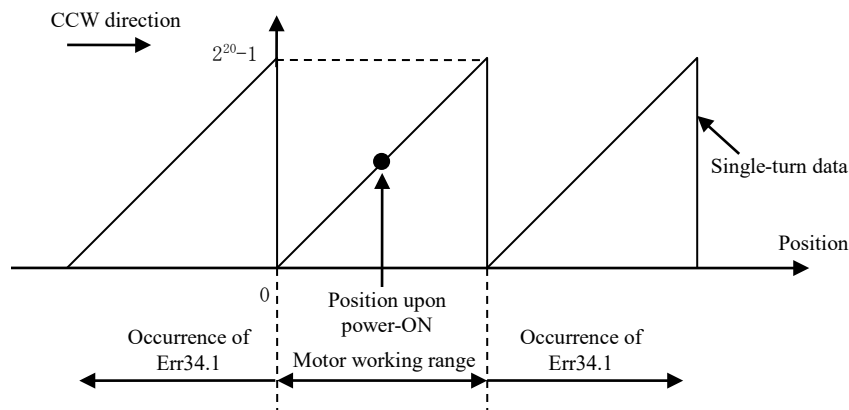 CCW direction
2²⁰−1
Single-turn data
Position
0
Position upon
power-ON
Occurrence of
Err34.1
Motor working range
Occurrence of
Err34.1